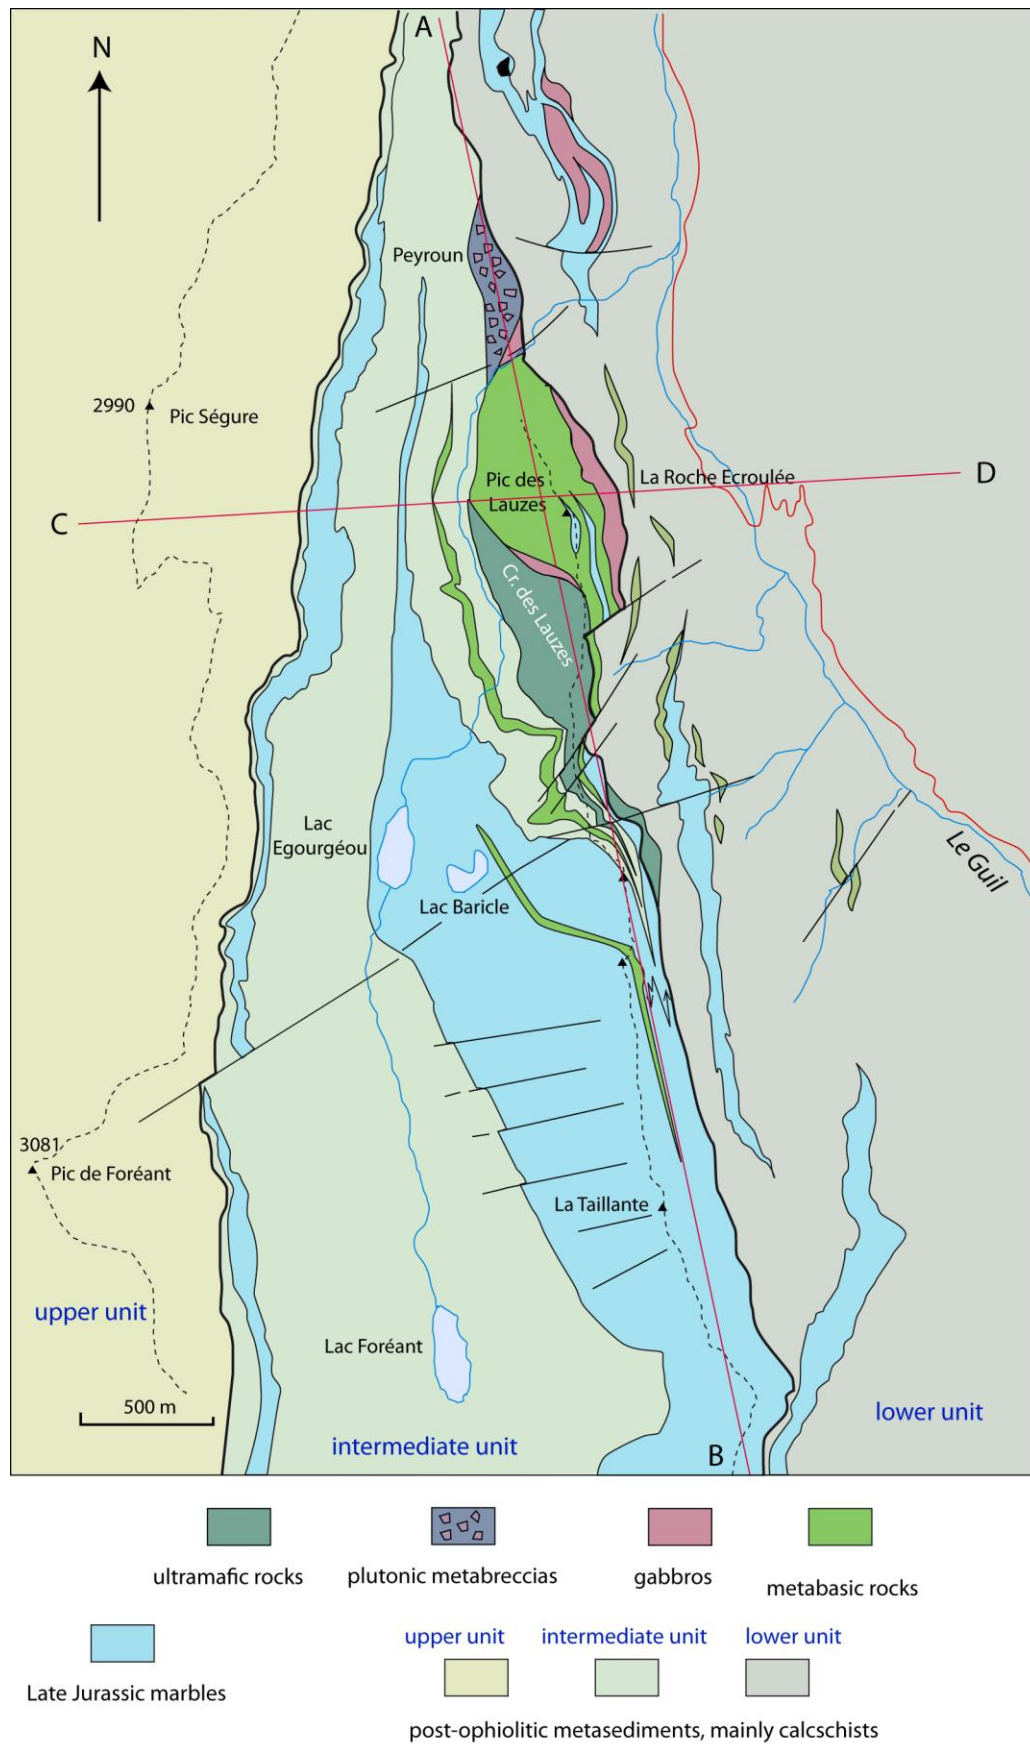 A
N
Peyroun
2990
Pic Ségure
La Roche Ecroulée
D
Pic des
Lauzes
C
Cr. des Lauzes
Lac
Egourgéou
Le Guil
Lac Baricle
3081
Pic de Foréant
La Taillante
upper unit
Lac Foréant
500 m
lower unit
intermediate unit
B
ultramafic rocks
plutonic metabreccias
gabbros
metabasic rocks
upper unit
intermediate unit
lower unit
Late Jurassic marbles
post-ophiolitic metasediments, mainly calcschists